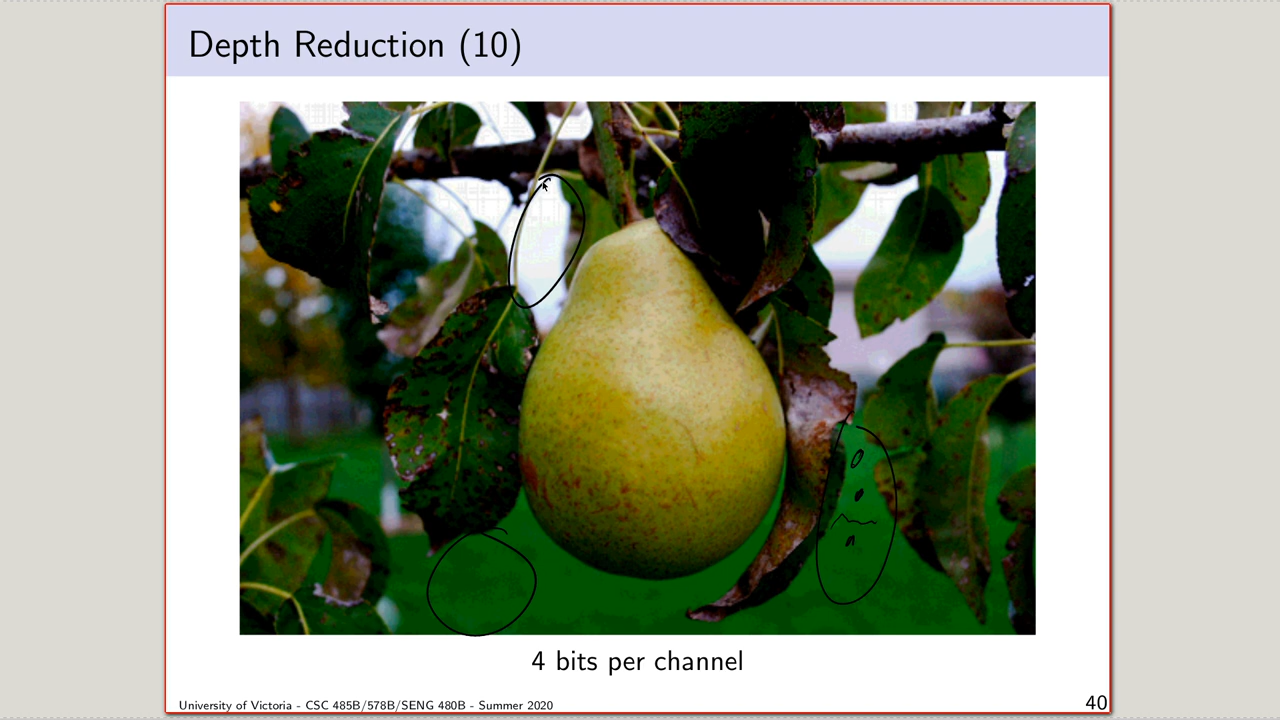 Depth Reduction (10)
4 bits per channel
University of Victoria - CSC 485B/578B/SENG 480B - Summer 2020
40